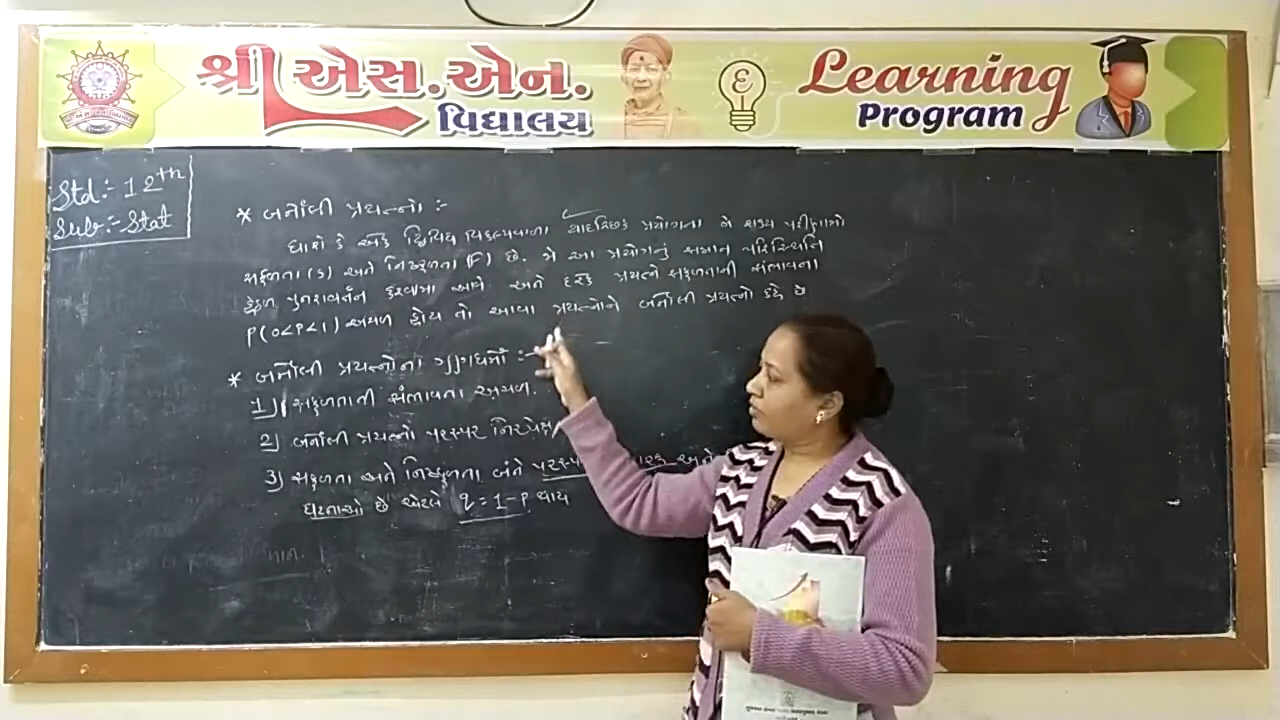 શ્રી એસ. એન.
વિદ્યાલય
Learning
Program
Std:- 12th
Sub:- Stat
* બર્નોલી પ્રયત્નો :-
ધારો કે એક દ્વિવિધ વિકલ્પવાળા યાદચ્છિક પ્રયોગના બે શક્ય પરિણામો
સફળતા (S) અને નિષ્ફળતા (F) છે. જો આ પ્રયોગનું સમાન પરિસ્થિતિ
હેઠળ પુનરાવર્તન કરવામાં આવે અને દરેક પ્રયત્ને સફળતાની સંભાવના
P(0<P<1) અચળ હોય તો આવા પ્રયત્નોને બર્નોલી પ્રયત્નો કહે છે
* બર્નોલી પ્રયત્નોના ગુણધર્મો :-
1) સફળતાની સંભાવના અચળ.
2) બર્નોલી પ્રયત્નો પરસ્પર નિરપેક્ષ
3) સફળતા અને નિષ્ફળતા બંને અને
ઘટનાઓ છે એટલે q = 1 - P થાય